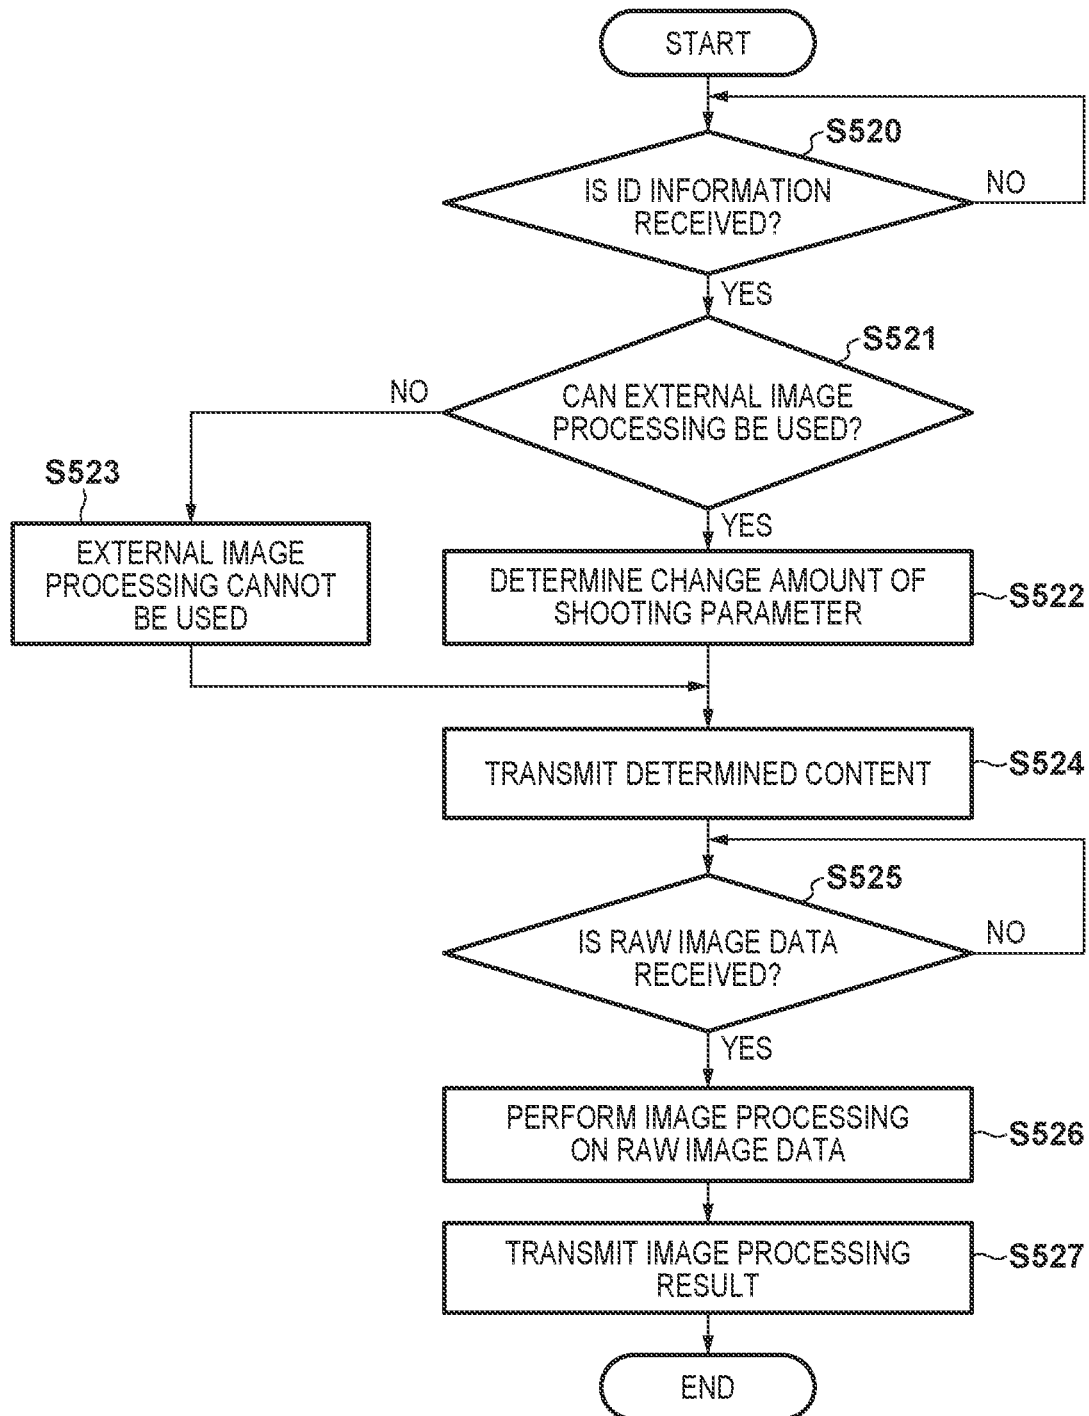 START
S520
IS ID INFORMATION
RECEIVED?
NO
YES
S521
CAN EXTERNAL IMAGE
PROCESSING BE USED?
NO
YES
S523
EXTERNAL IMAGE
PROCESSING CANNOT
BE USED
DETERMINE CHANGE AMOUNT OF
SHOOTING PARAMETER
S522
TRANSMIT DETERMINED CONTENT
S524
S525
IS RAW IMAGE DATA
RECEIVED?
NO
YES
PERFORM IMAGE PROCESSING
ON RAW IMAGE DATA
S526
TRANSMIT IMAGE PROCESSING
RESULT
S527
END